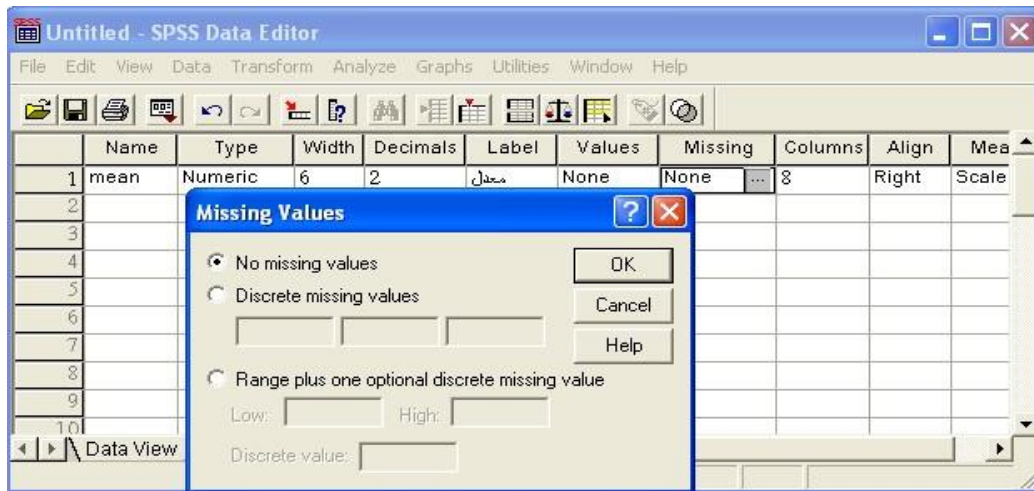 SPSS
Untitled - SPSS Data Editor
File Edit View Data Transform Analyze Graphs Utilities Window Help
Name Type Width Decimals Label Values Missing Columns Align Mea
1 mean Numeric 6 2 معدل None None ... 8 Right Scale
2
3
4
5
6
7
8
9
10
Missing Values
No missing values
Discrete missing values
Range plus one optional discrete missing value
Low: High:
Discrete value:
OK
Cancel
Help
Data View